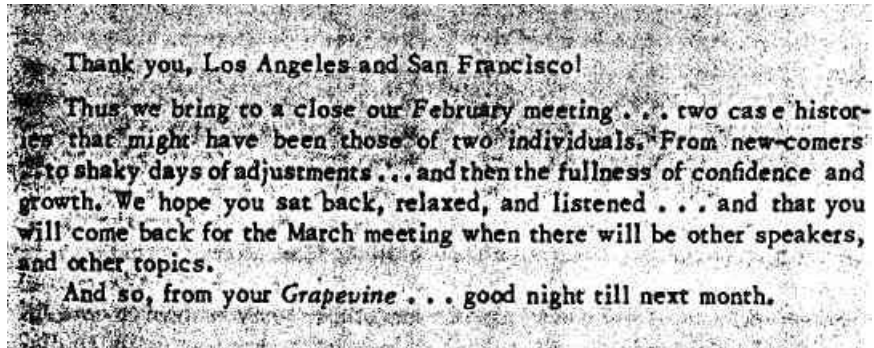 Thank you, Los Angeles and San Francisco!
Thus we bring to a close our February meeting . . . two case histor-
ies that might have been those of two individuals. From new-comers
to shaky days of adjustments . . . and then the fullness of confidence and
growth. We hope you sat back, relaxed, and listened . . . and that you
will come back for the March meeting when there will be other speakers,
and other topics.
And so, from your Grapevine . . . good night till next month.